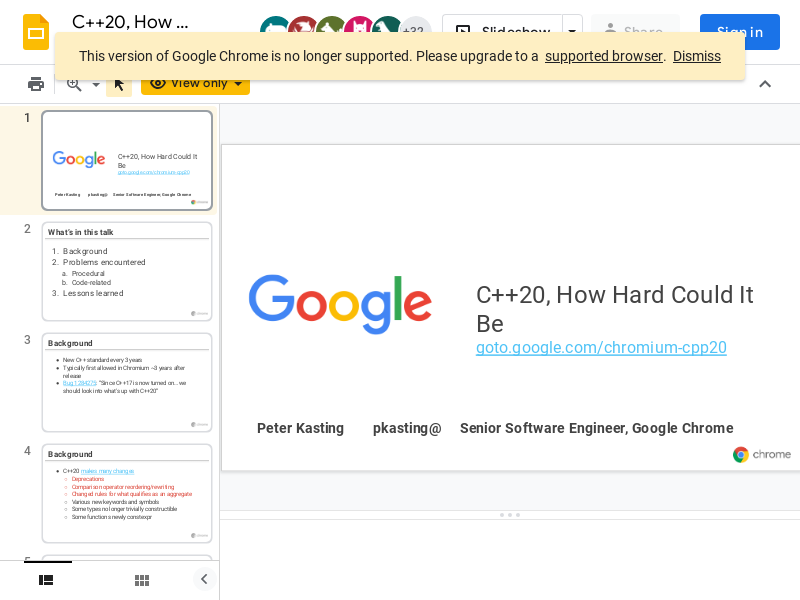 C++20, How ...
+32
Slideshow
Share
Sign in
This version of Google Chrome is no longer supported. Please upgrade to a supported browser. Dismiss
View only
1
Google
C++20, How Hard Could It
Be
goto.google.com/chromium-cpp20
Peter Kasting pkasting@ Senior Software Engineer, Google Chrome
2
What's in this talk
1. Background
2. Problems encountered
a. Procedural
b. Code-related
3. Lessons learned
3
Background
New C++ standard every 3 years
Typically first allowed in Chromium ~3 years after
release
Bug 1284275: "Since C++17 is now turned on... we
should look into what's up with C++20"
4
Background
C++20 makes many changes
Deprecations
Comparison operator reordering/rewriting
Changed rules for what qualifies as an aggregate
Various new keywords and symbols
Some types no longer trivially constructible
Some functions newly constexpr
5
Google
C++20, How Hard Could It
Be
goto.google.com/chromium-cpp20
Peter Kasting pkasting@ Senior Software Engineer, Google Chrome
chrome